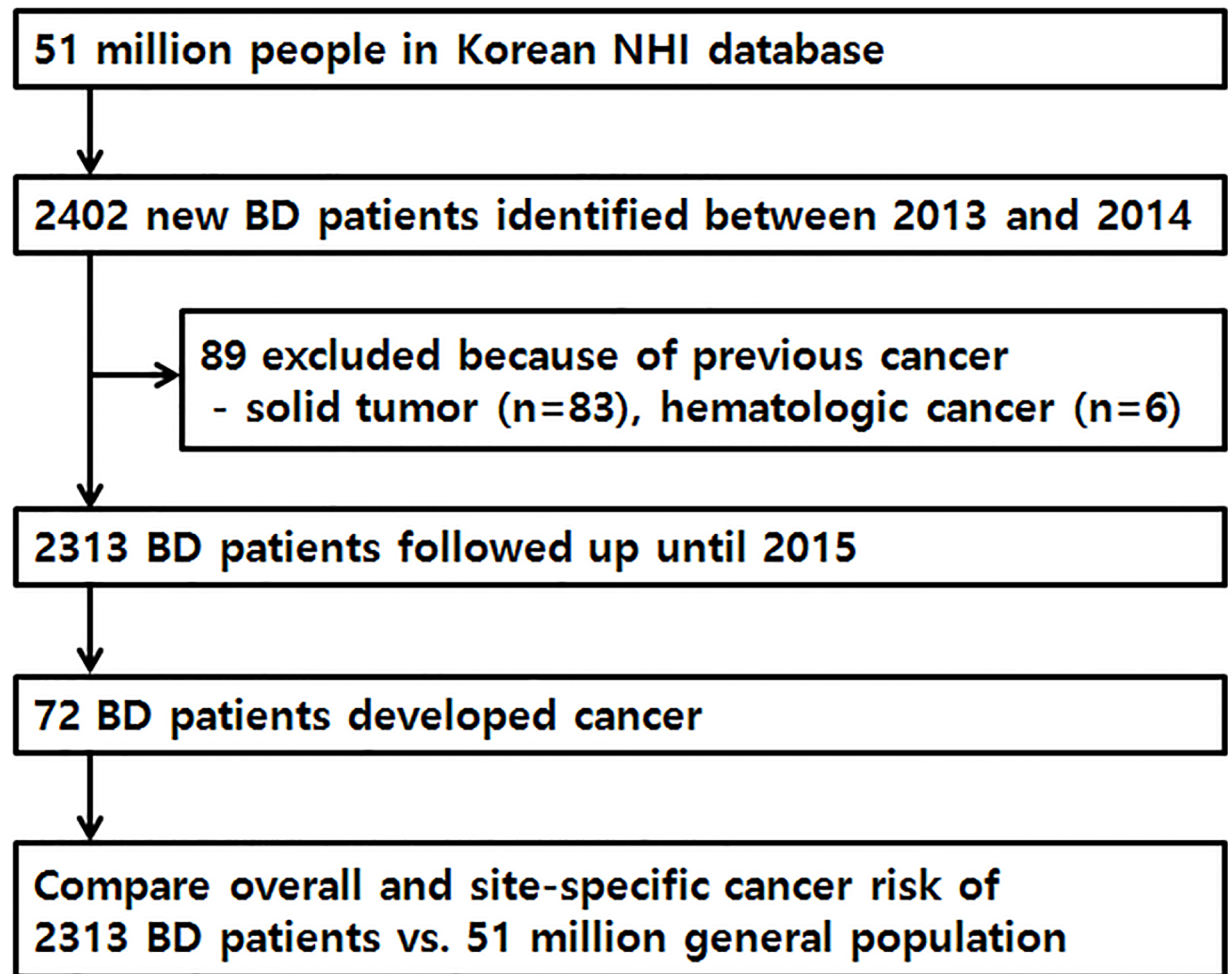 51 million people in Korean NHI database
2402 new BD patients identified between 2013 and 2014
89 excluded because of previous cancer
- solid tumor (n=83), hematologic cancer (n=6)
2313 BD patients followed up until 2015
72 BD patients developed cancer
Compare overall and site-specific cancer risk of
2313 BD patients vs. 51 million general population